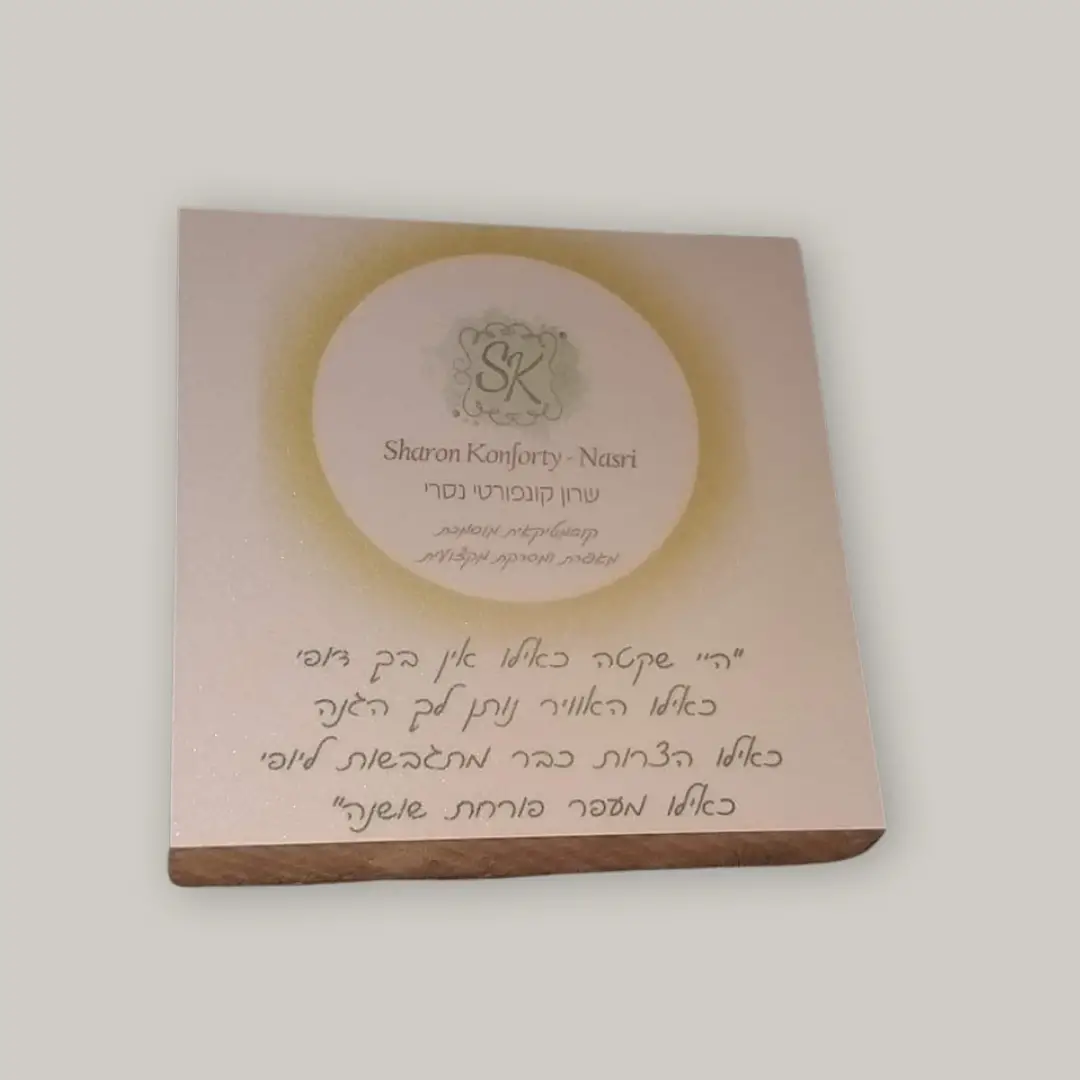 SK
Sharon Konforty - Nasri
שרון קונפורטי נסרי
קוסמטיקאית מוסמכת
מאפרת ומסרקת מקצועית
"היי שקטה כאילו אין בכך דופי
כאילו האוויר נותן לך הגנה
כאילו הצרות כבר מתגבשות ליופי
כאילו מעפר פורחת שושנה"